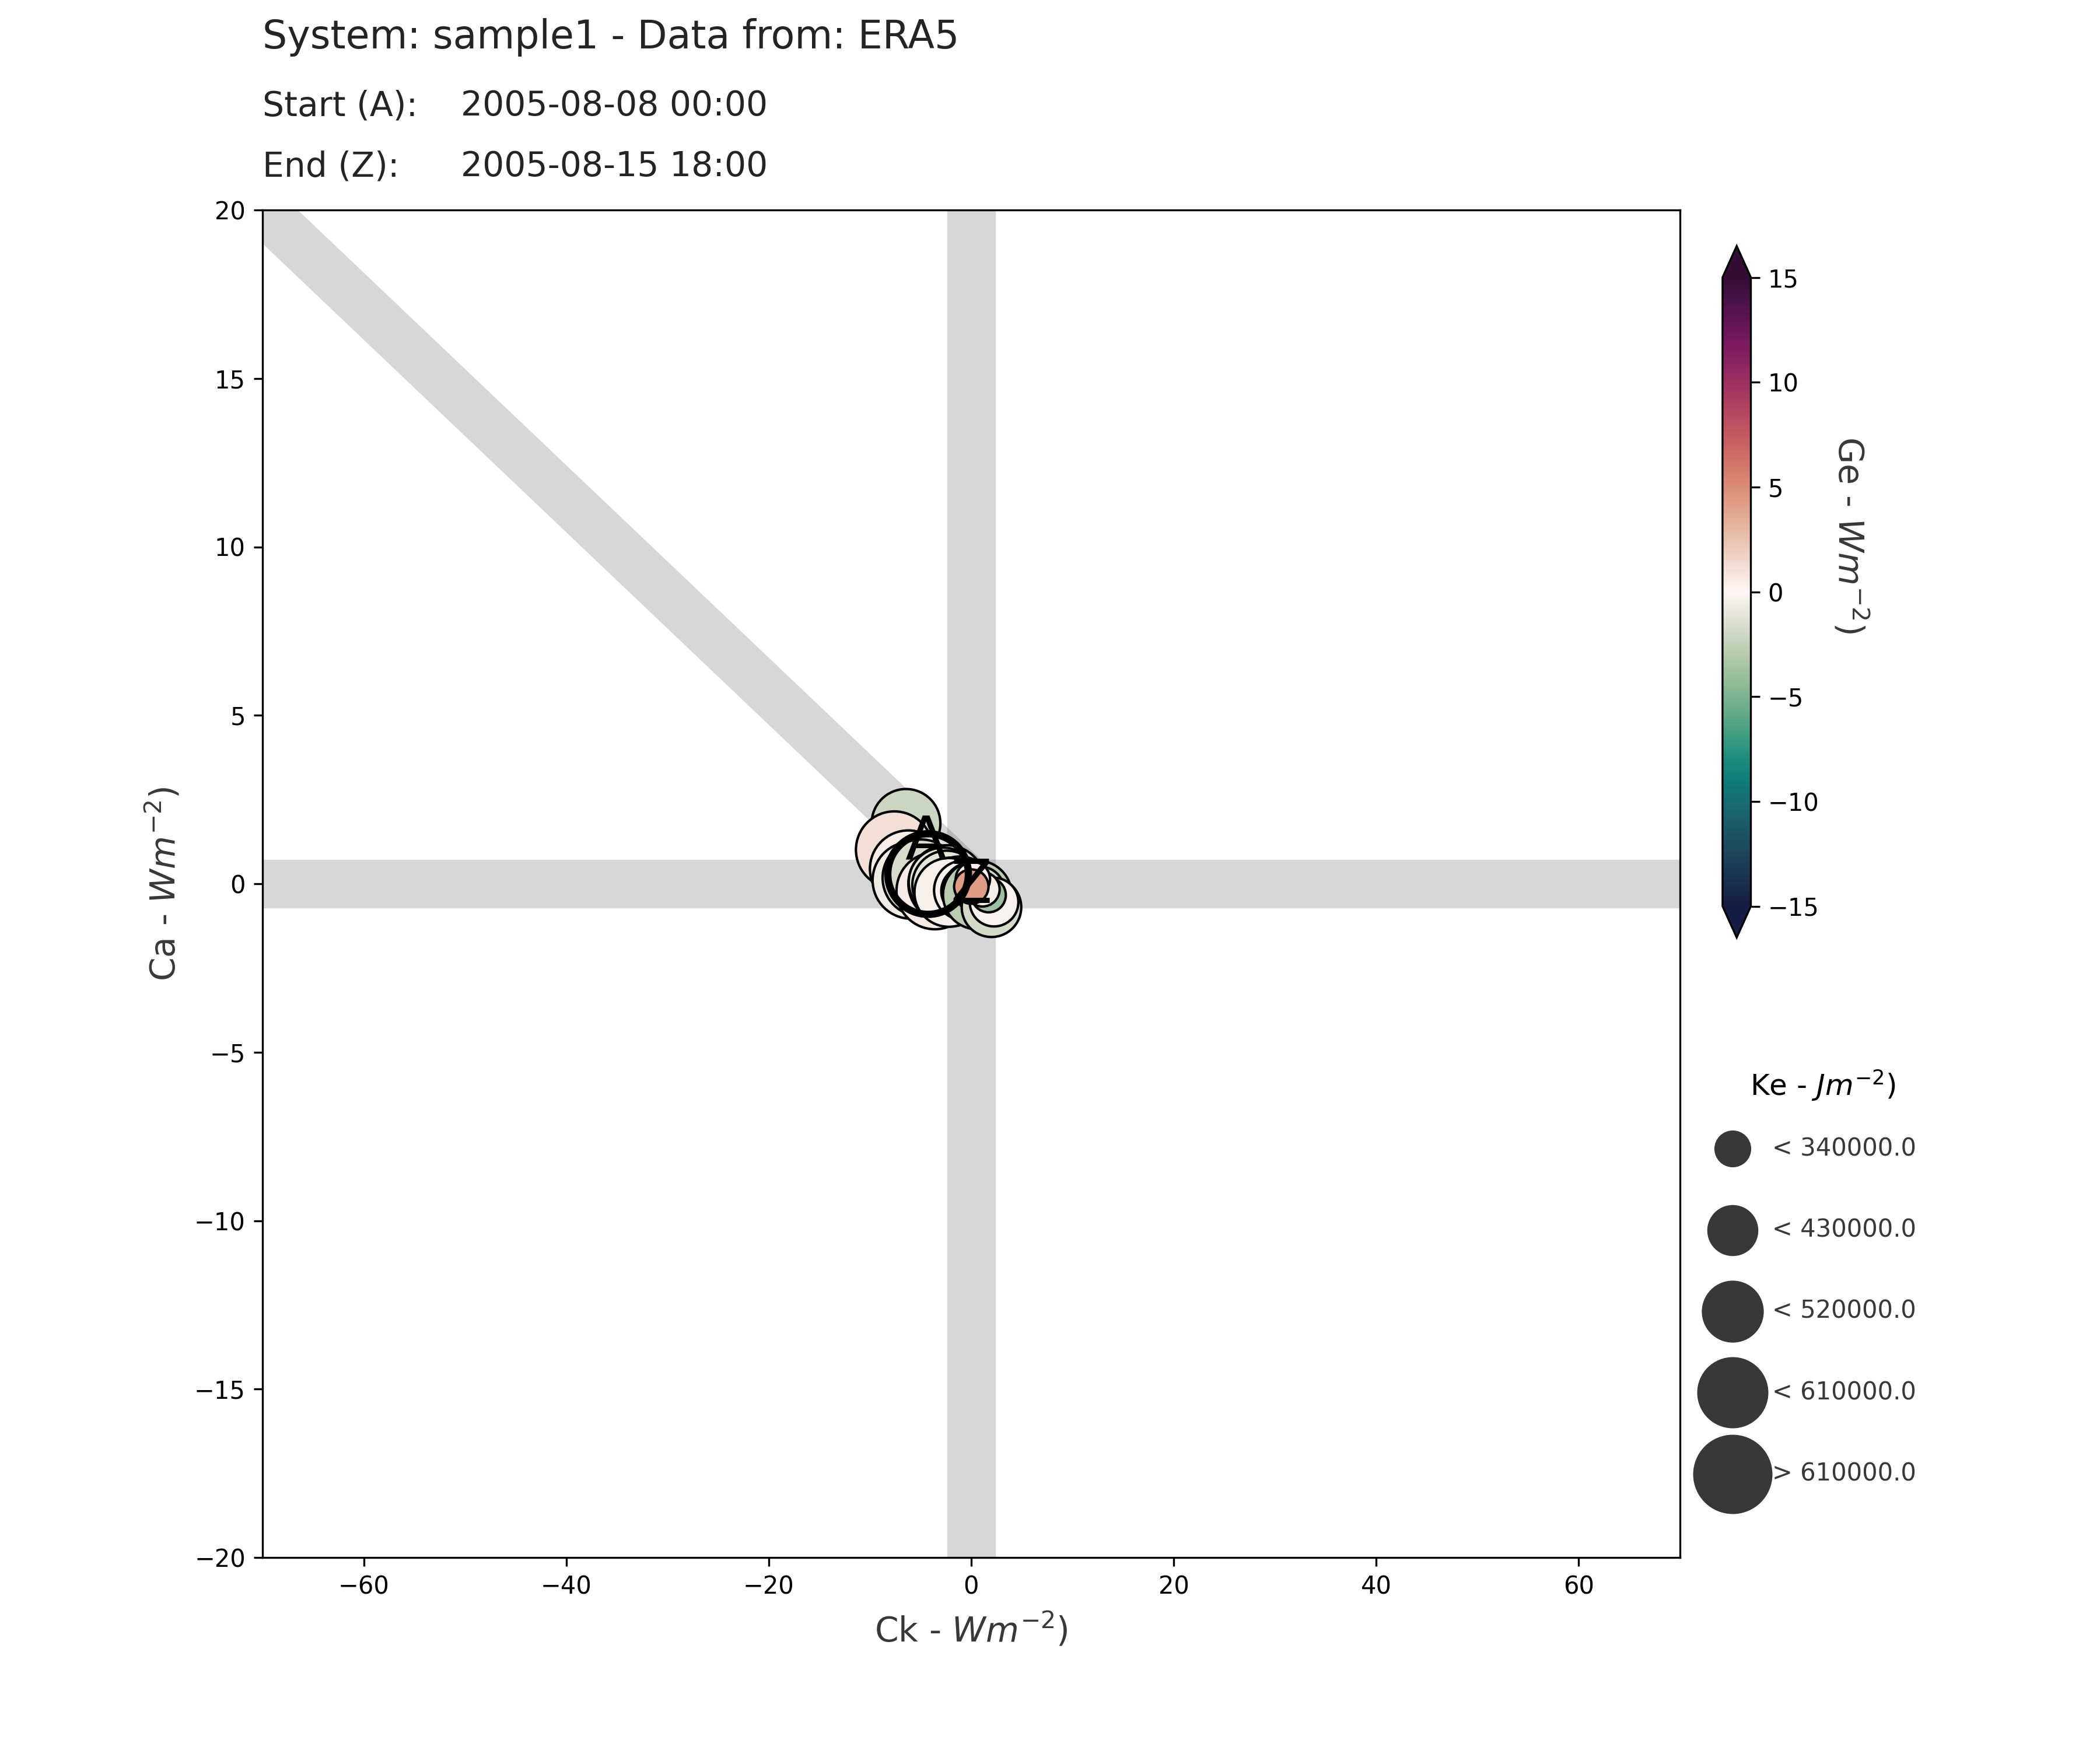 System: sample1 - Data from: ERA5
Start (A): 2005-08-08 00:00
End (Z): 2005-08-15 18:00
20
15
10
5
0
−5
−10
−15
−20
Ca - Wm⁻²)
A
Z
−60 −40 −20 0 20 40 60
Ck - Wm⁻²)
15
10
5
0
−5
−10
−15
Ge - Wm⁻²)
Ke - Jm⁻²)
< 340000.0
< 430000.0
< 520000.0
< 610000.0
> 610000.0